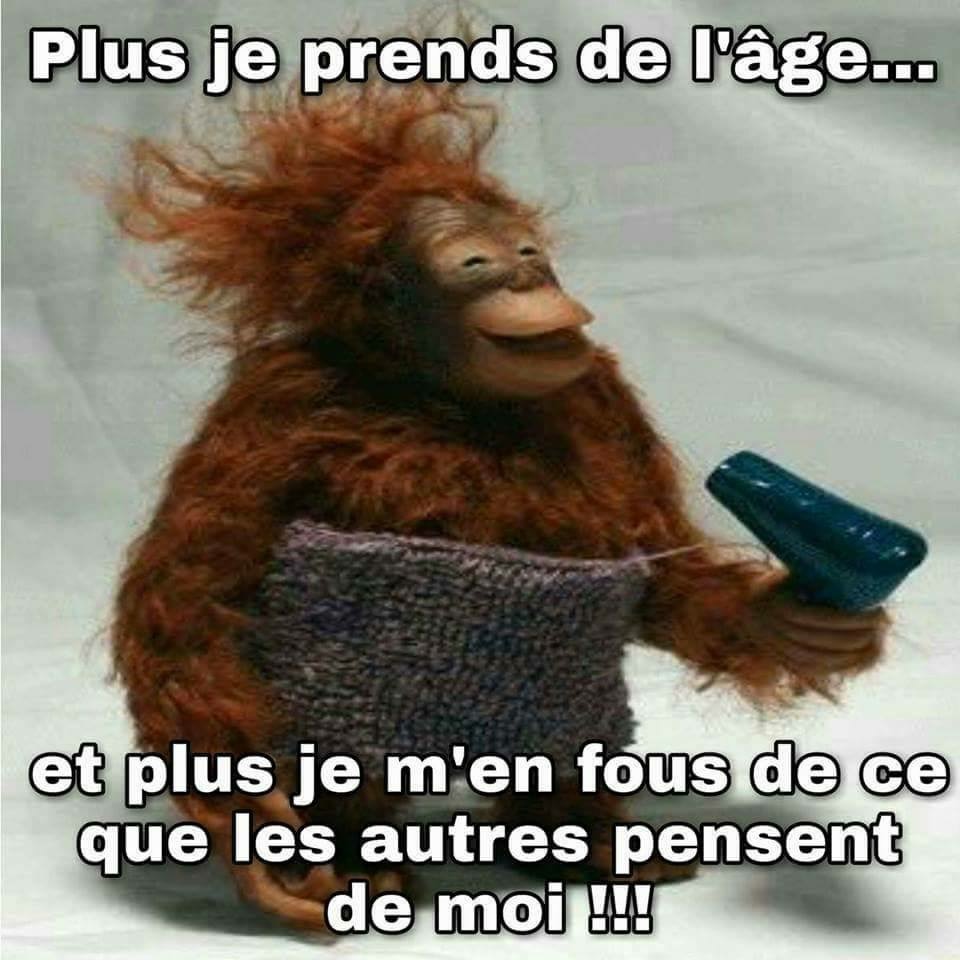 Plus je prends de l'âge...
et plus je m'en fous de ce
que les autres pensent
de moi !!!